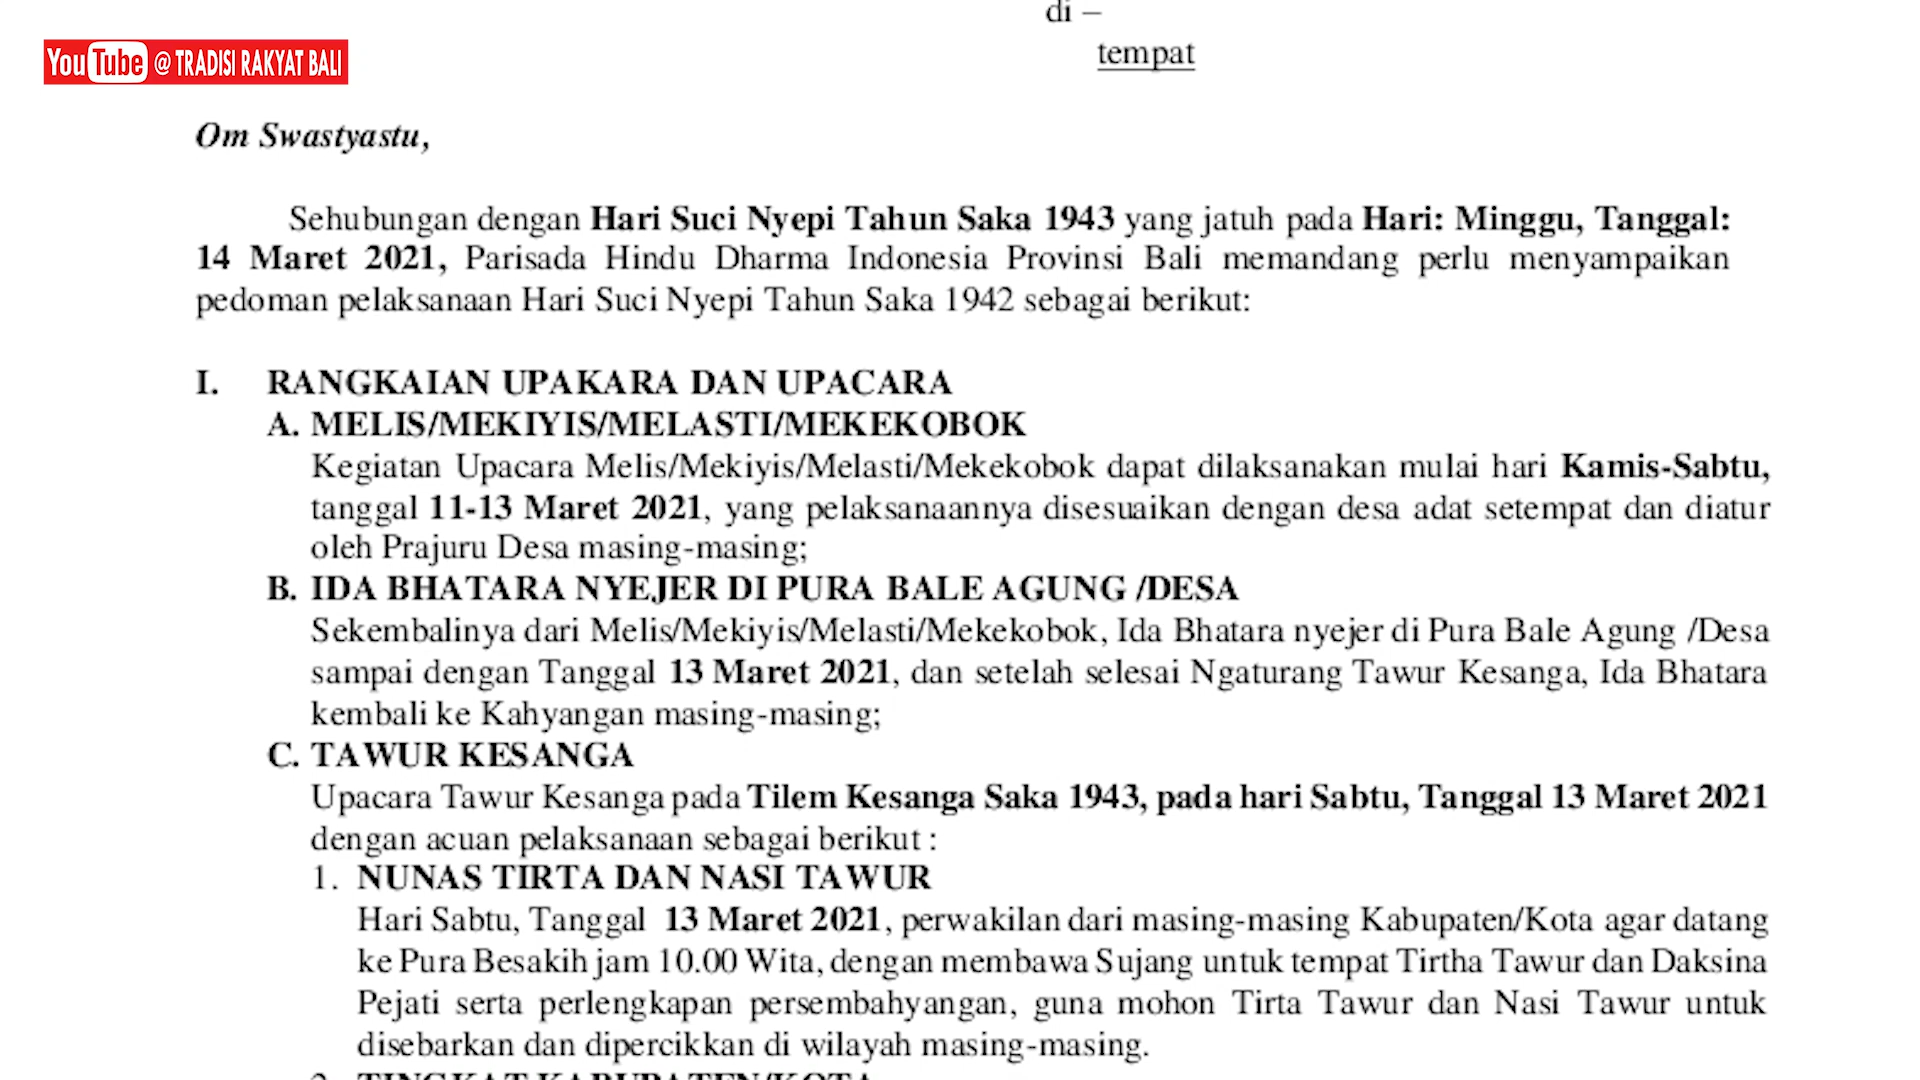 di –
tempat
YouTube @ TRADISI RAKYAT BALI
Om Swastyastu,
Sehubungan dengan Hari Suci Nyepi Tahun Saka 1943 yang jatuh pada Hari: Minggu, Tanggal:
14 Maret 2021, Parisada Hindu Dharma Indonesia Provinsi Bali memandang perlu menyampaikan
pedoman pelaksanaan Hari Suci Nyepi Tahun Saka 1942 sebagai berikut:
I. RANGKAIAN UPAKARA DAN UPACARA
A. MELIS/MEKIYIS/MELASTI/MEKEKOBOK
Kegiatan Upacara Melis/Mekiyis/Melasti/Mekekobok dapat dilaksanakan mulai hari Kamis-Sabtu,
tanggal 11-13 Maret 2021, yang pelaksanaannya disesuaikan dengan desa adat setempat dan diatur
oleh Prajuru Desa masing-masing;
B. IDA BHATARA NYEJER DI PURA BALE AGUNG /DESA
Sekembalinya dari Melis/Mekiyis/Melasti/Mekekobok, Ida Bhatara nyejer di Pura Bale Agung /Desa
sampai dengan Tanggal 13 Maret 2021, dan setelah selesai Ngaturang Tawur Kesanga, Ida Bhatara
kembali ke Kahyangan masing-masing;
C. TAWUR KESANGA
Upacara Tawur Kesanga pada Tilem Kesanga Saka 1943, pada hari Sabtu, Tanggal 13 Maret 2021
dengan acuan pelaksanaan sebagai berikut :
1. NUNAS TIRTA DAN NASI TAWUR
Hari Sabtu, Tanggal 13 Maret 2021, perwakilan dari masing-masing Kabupaten/Kota agar datang
ke Pura Besakih jam 10.00 Wita, dengan membawa Sujang untuk tempat Tirtha Tawur dan Daksina
Pejati serta perlengkapan persembahyangan, guna mohon Tirta Tawur dan Nasi Tawur untuk
disebarkan dan dipercikkan di wilayah masing-masing.
2. TINGKAT KABUPATEN/KOTA